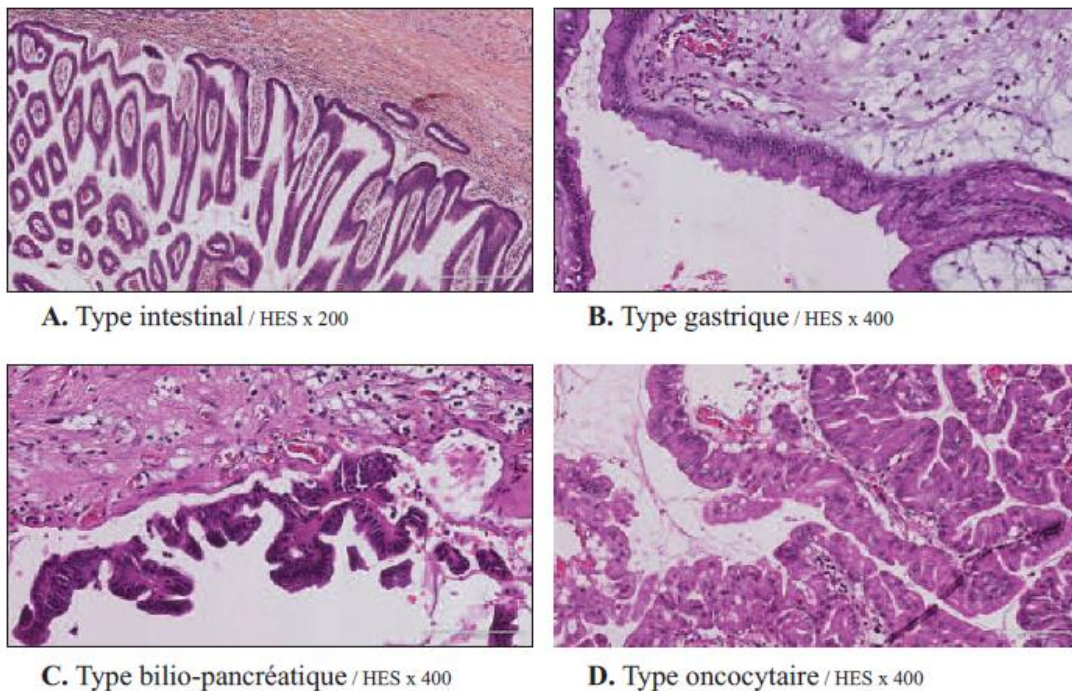 A. Type intestinal / HES x 200
B. Type gastrique / HES x 400
C. Type bilio-pancréatique / HES x 400
D. Type oncocytaire / HES x 400